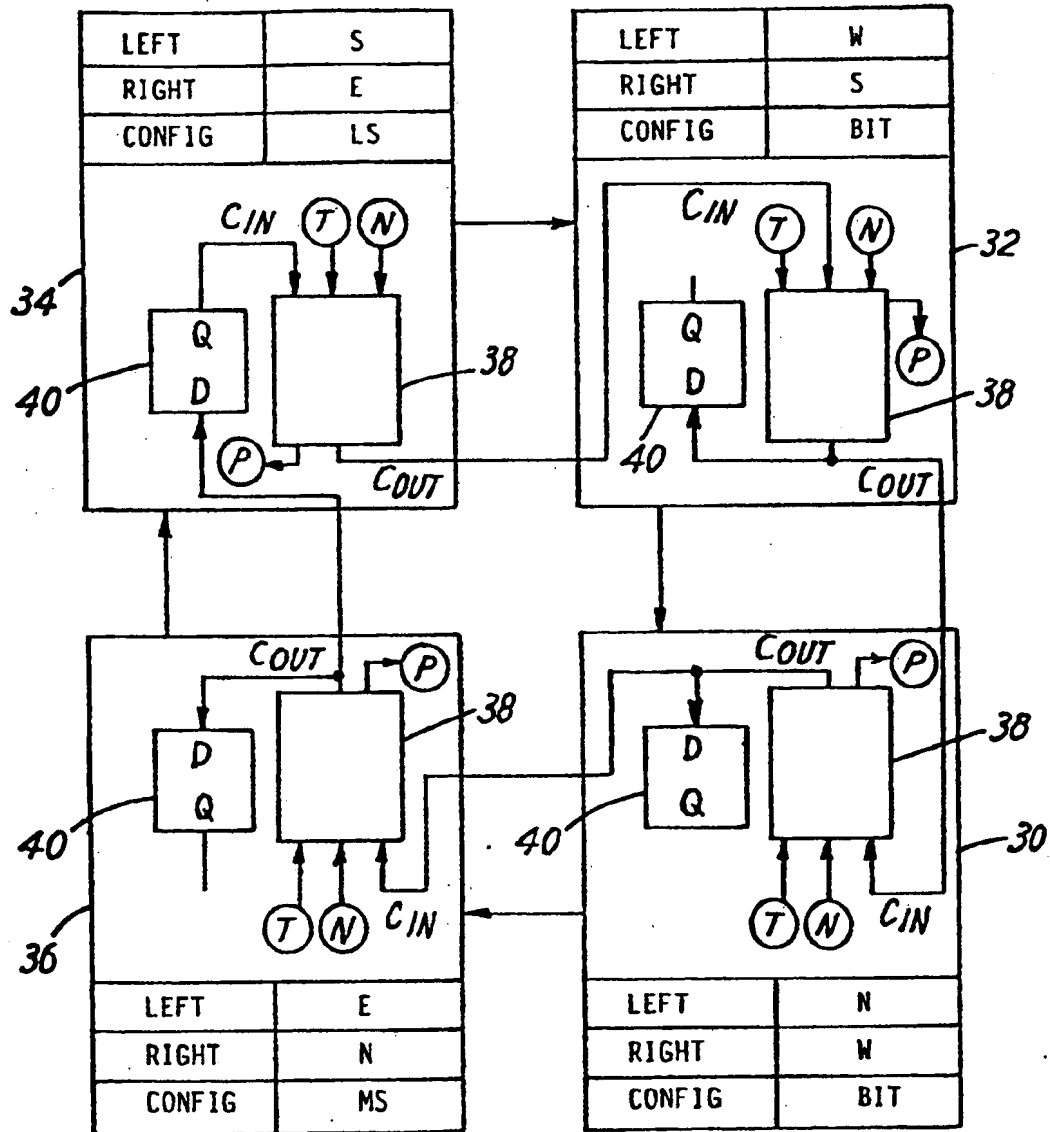 LEFT S
RIGHT E
CONFIG LS
LEFT W
RIGHT S
CONFIG BIT
CIN T N
34
Q
D
40
38
P
COUT
CIN T N
32
Q
D
40
P
38
COUT
COUT
P
38
D
Q
40
T N CIN
36
COUT
P
38
D
Q
40
30
T N CIN
LEFT E
RIGHT N
CONFIG MS
LEFT N
RIGHT W
CONFIG BIT